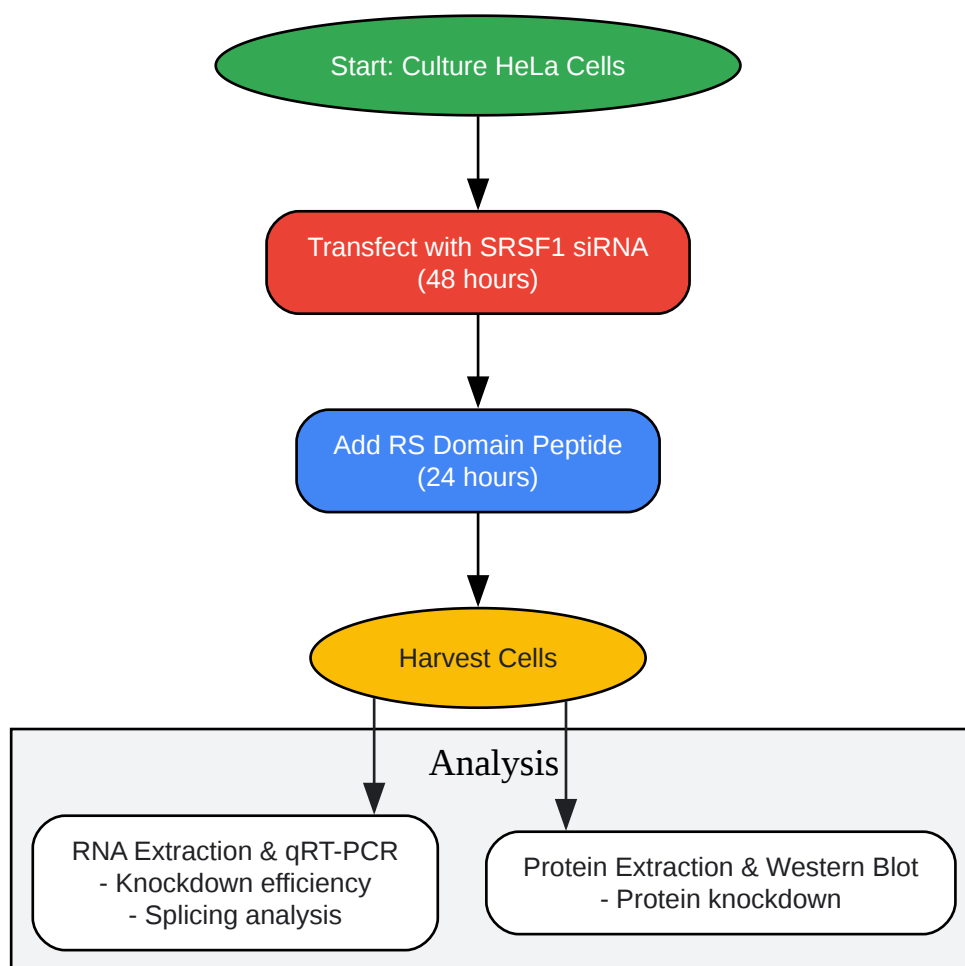 Start: Culture HeLa Cells
Transfect with SRSF1 siRNA
(48 hours)
Add RS Domain Peptide
(24 hours)
Harvest Cells
Analysis
RNA Extraction & qRT-PCR
- Knockdown efficiency
- Splicing analysis
Protein Extraction & Western Blot
- Protein knockdown